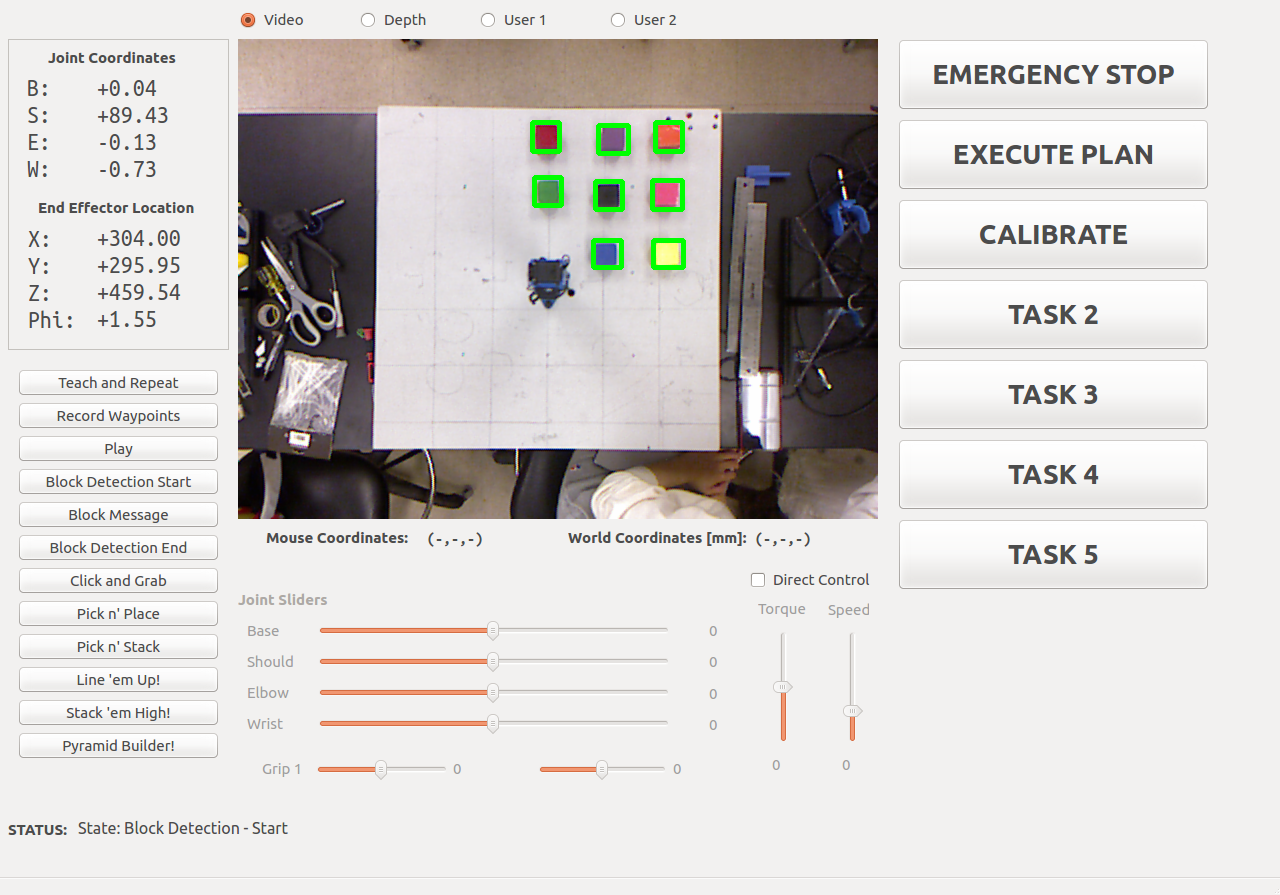 Video Depth User 1 User 2
Joint Coordinates
B: +0.04
S: +89.43
E: -0.13
W: -0.73
End Effector Location
X: +304.00
Y: +295.95
Z: +459.54
Phi: +1.55
Teach and Repeat
Record Waypoints
Play
Block Detection Start
Block Message
Block Detection End
Click and Grab
Pick n' Place
Pick n' Stack
Line 'em Up!
Stack 'em High!
Pyramid Builder!
EMERGENCY STOP
EXECUTE PLAN
CALIBRATE
TASK 2
TASK 3
TASK 4
TASK 5
Mouse Coordinates: (-,-,-) World Coordinates [mm]: (-,-,-)
Direct Control
Joint Sliders
Torque Speed
Base 0
Should 0
Elbow 0
Wrist 0
0 0
Grip 1 0 0
STATUS: State: Block Detection - Start